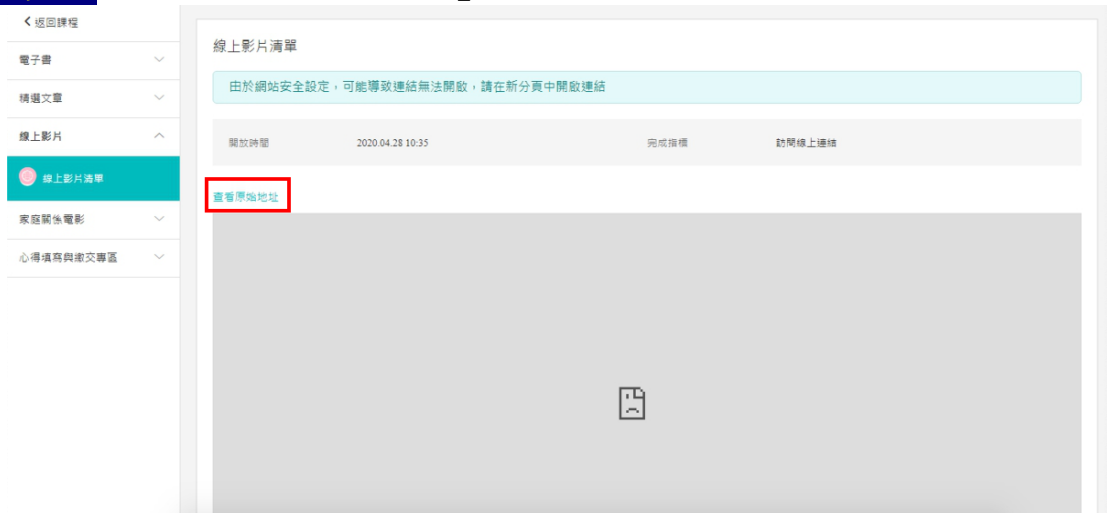 返回課程
電子書
精選文章
線上影片
線上影片清單
家庭關係電影
心得填寫與繳交專區
線上影片清單
由於網站安全設定，可能導致連結無法開啟，請在新分頁中開啟連結
開放時間 2020.04.28 10:35 完成指標 訪問線上連結
查看原始地址